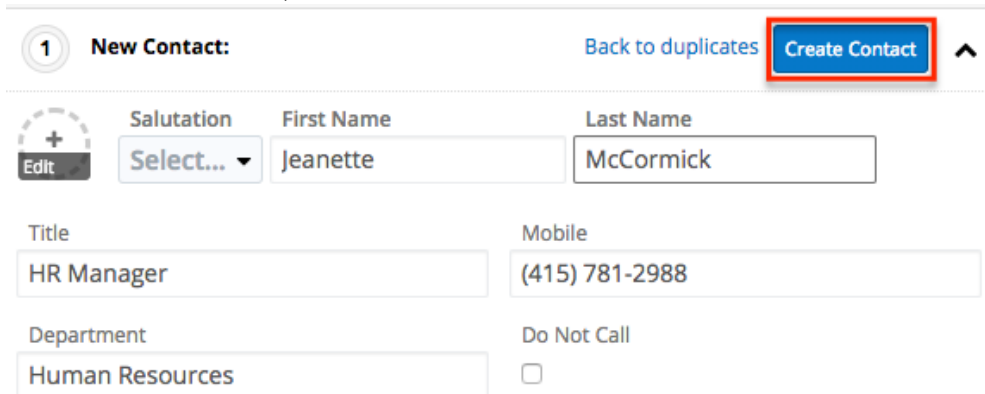 1 New Contact: Back to duplicates Create Contact
Salutation First Name Last Name
+
Edit Select... Jeanette McCormick
Title Mobile
HR Manager (415) 781-2988
Department Do Not Call
Human Resources